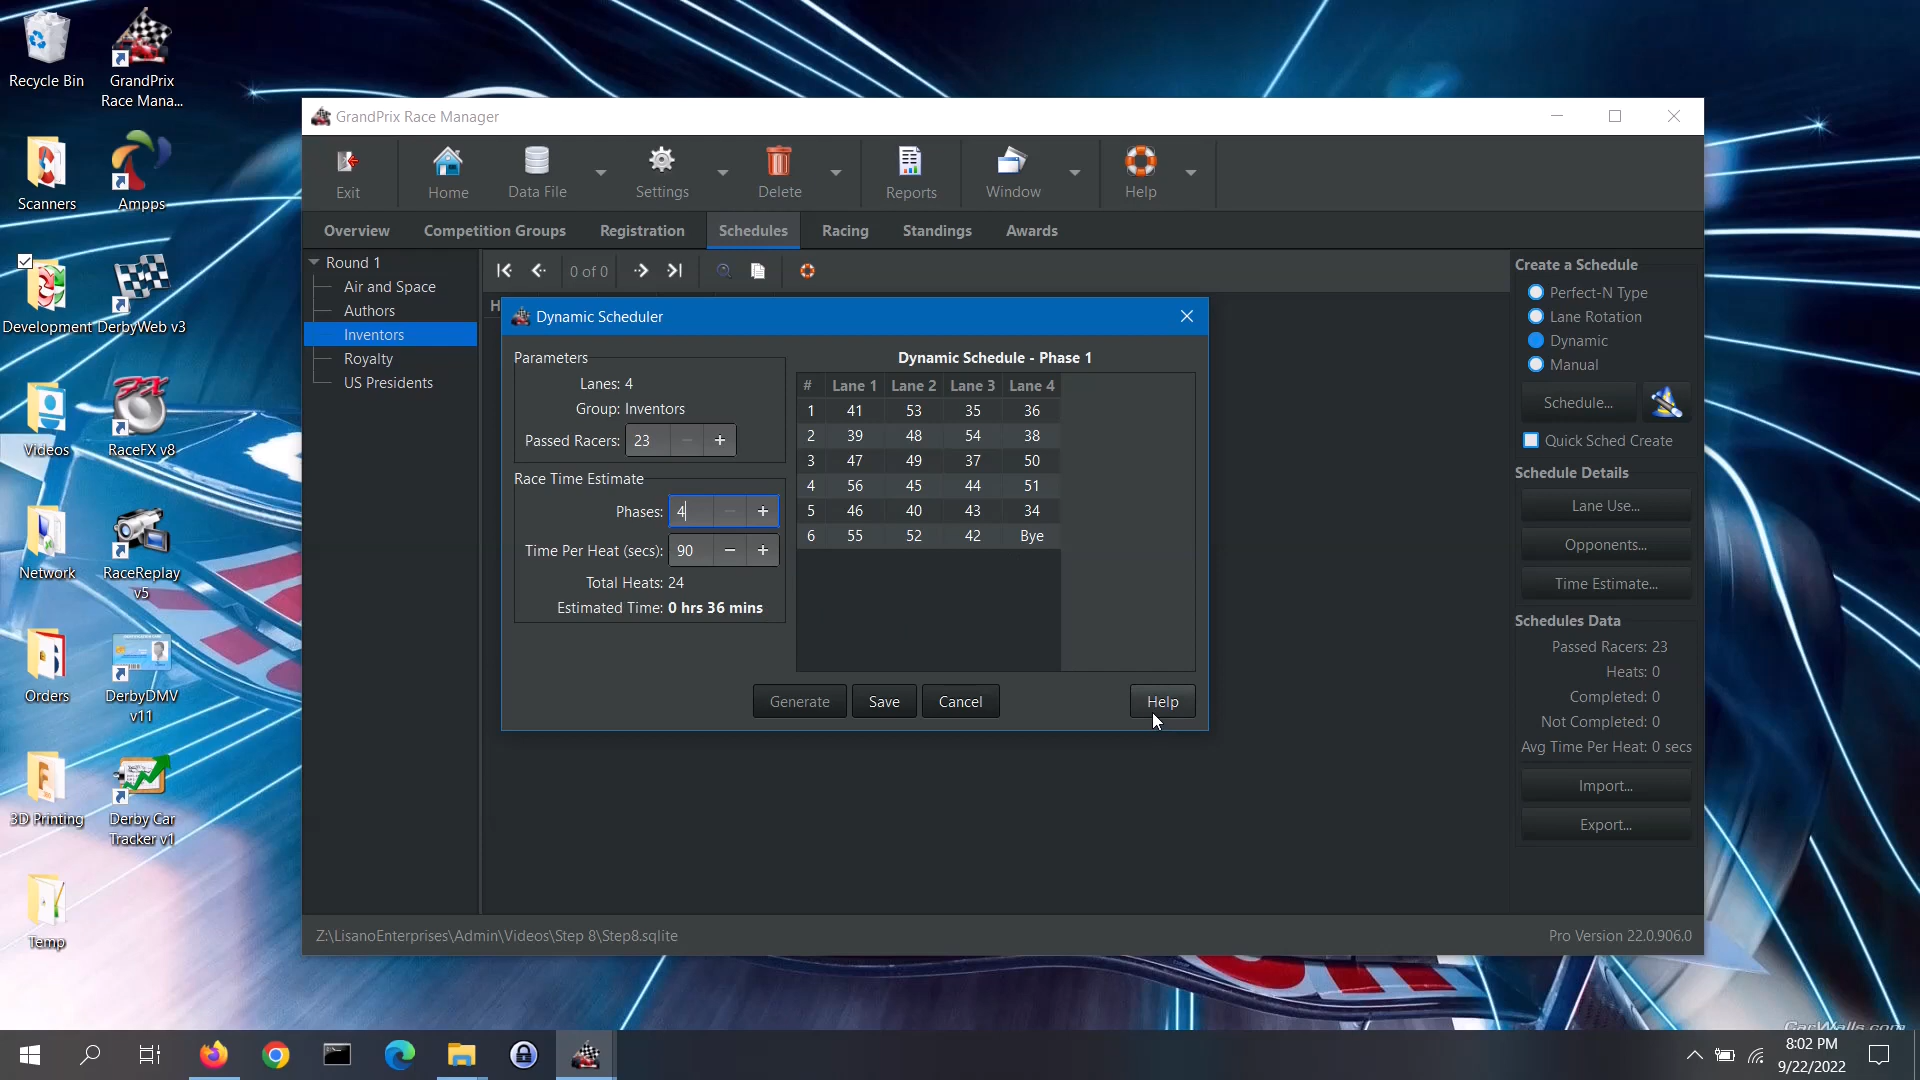 Recycle Bin
GrandPrix
Race Mana...
Scanners
Ampps
Development
DerbyWeb v3
Videos
RaceFX v8
Network
RaceReplay
v5
Orders
DerbyDMV
v11
3D Printing
Derby Car
Tracker v1
Temp
GrandPrix Race Manager
Exit
Home
Data File
Settings
Delete
Reports
Window
Help
Overview
Competition Groups
Registration
Schedules
Racing
Standings
Awards
Round 1
Air and Space
Authors
Inventors
Royalty
US Presidents
0 of 0
H
Dynamic Scheduler
Parameters
Lanes: 4
Group: Inventors
Passed Racers: 23
Race Time Estimate
Phases: 4
Time Per Heat (secs): 90
Total Heats: 24
Estimated Time: 0 hrs 36 mins
Dynamic Schedule - Phase 1
# Lane 1 Lane 2 Lane 3 Lane 4
1 41 53 35 36
2 39 48 54 38
3 47 49 37 50
4 56 45 44 51
5 46 40 43 34
6 55 52 42 Bye
Generate
Save
Cancel
Help
Create a Schedule
Perfect-N Type
Lane Rotation
Dynamic
Manual
Schedule...
Quick Sched Create
Schedule Details
Lane Use...
Opponents...
Time Estimate...
Schedules Data
Passed Racers: 23
Heats: 0
Completed: 0
Not Completed: 0
Avg Time Per Heat: 0 secs
Import...
Export...
Z:\LisanoEnterprises\Admin\Videos\Step 8\Step8.sqlite
Pro Version 22.0.906.0
CarWalls.com
8:02 PM
9/22/2022